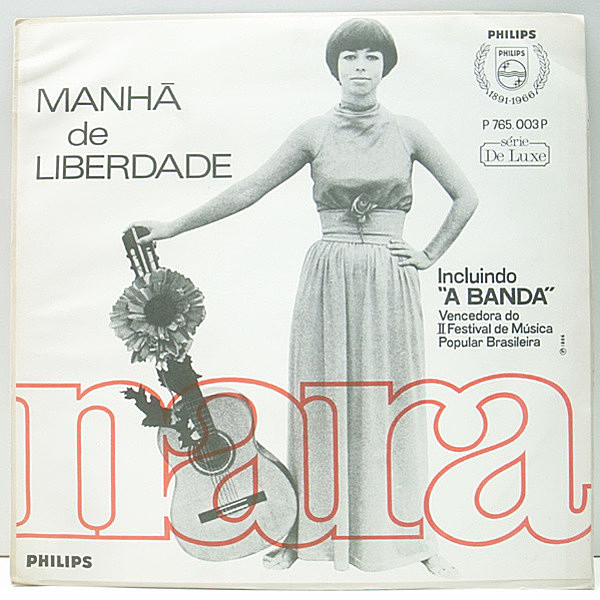 MANHÃ
de
LIBERDADE
PHILIPS
PHILIPS
1891-1966
P 765.003 P
série
De Luxe
Incluindo
"A BANDA"
Vencedora do
II Festival de Música
Popular Brasileira
nara
PHILIPS